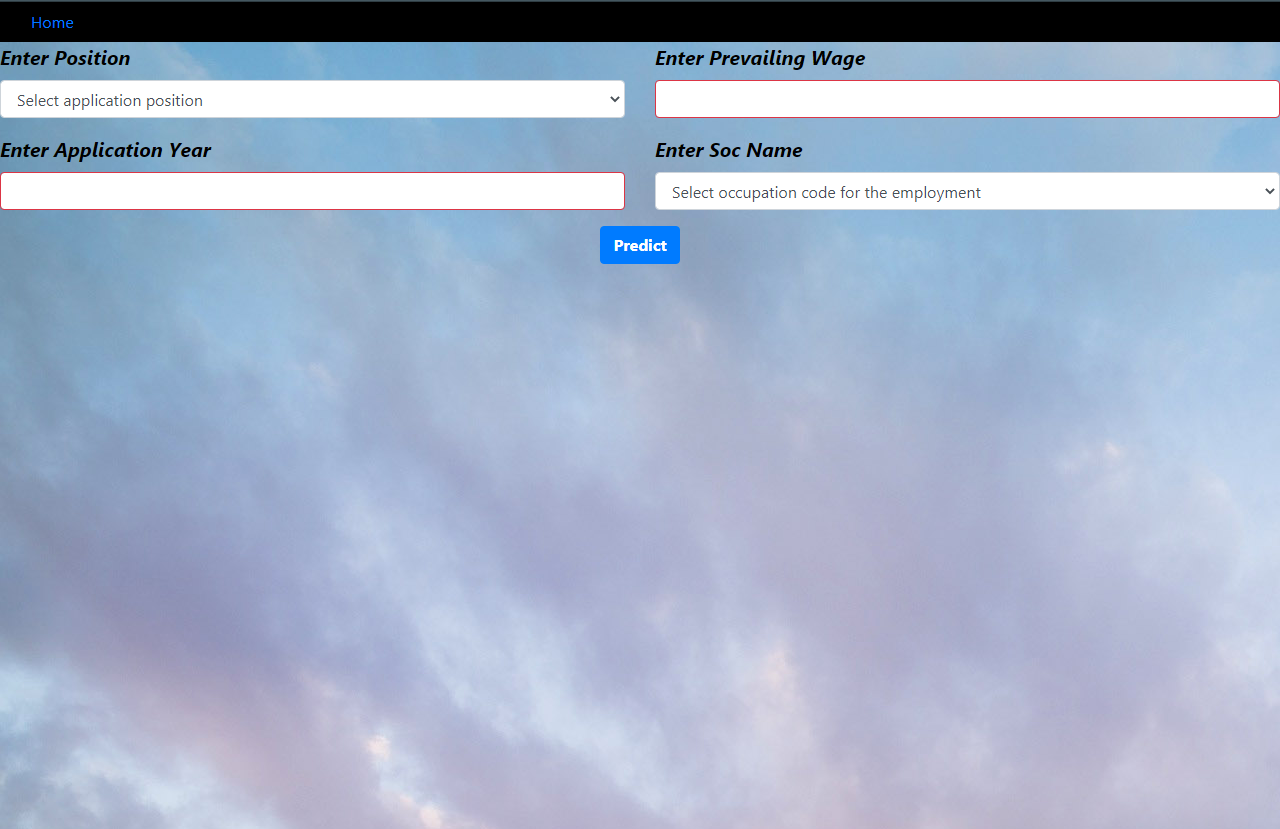 Home
Enter Position
Enter Prevailing Wage
Select application position
Enter Application Year
Enter Soc Name
Select occupation code for the employment
Predict